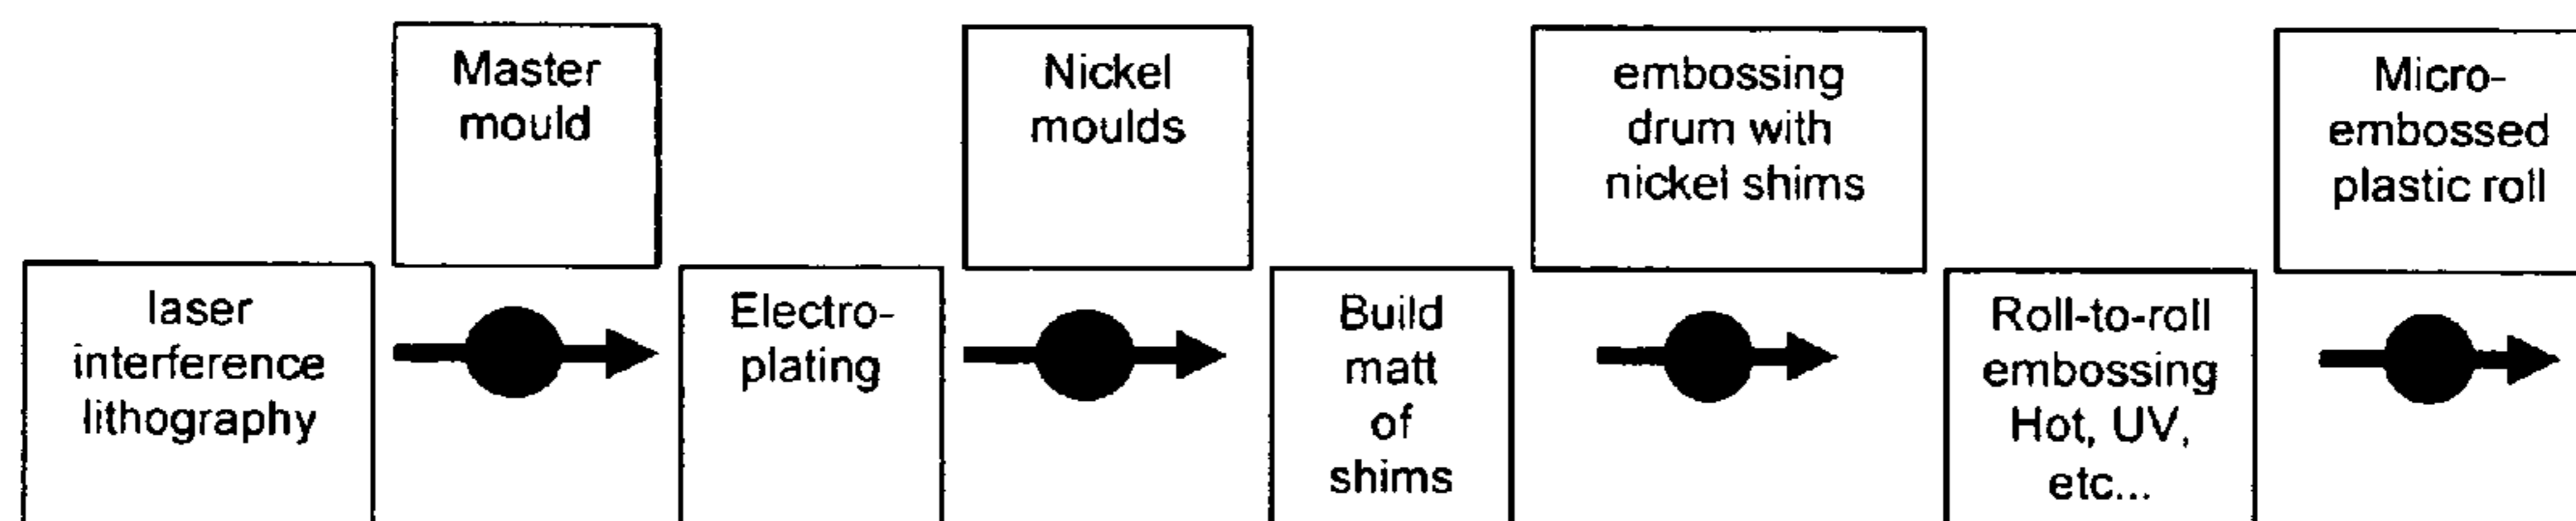 laser
interference
lithography
Master
mould
Electro-
plating
Nickel
moulds
Build
matt
of
shims
embossing
drum with
nickel shims
Roll-to-roll
embossing
Hot, UV,
etc...
Micro-
embossed
plastic roll